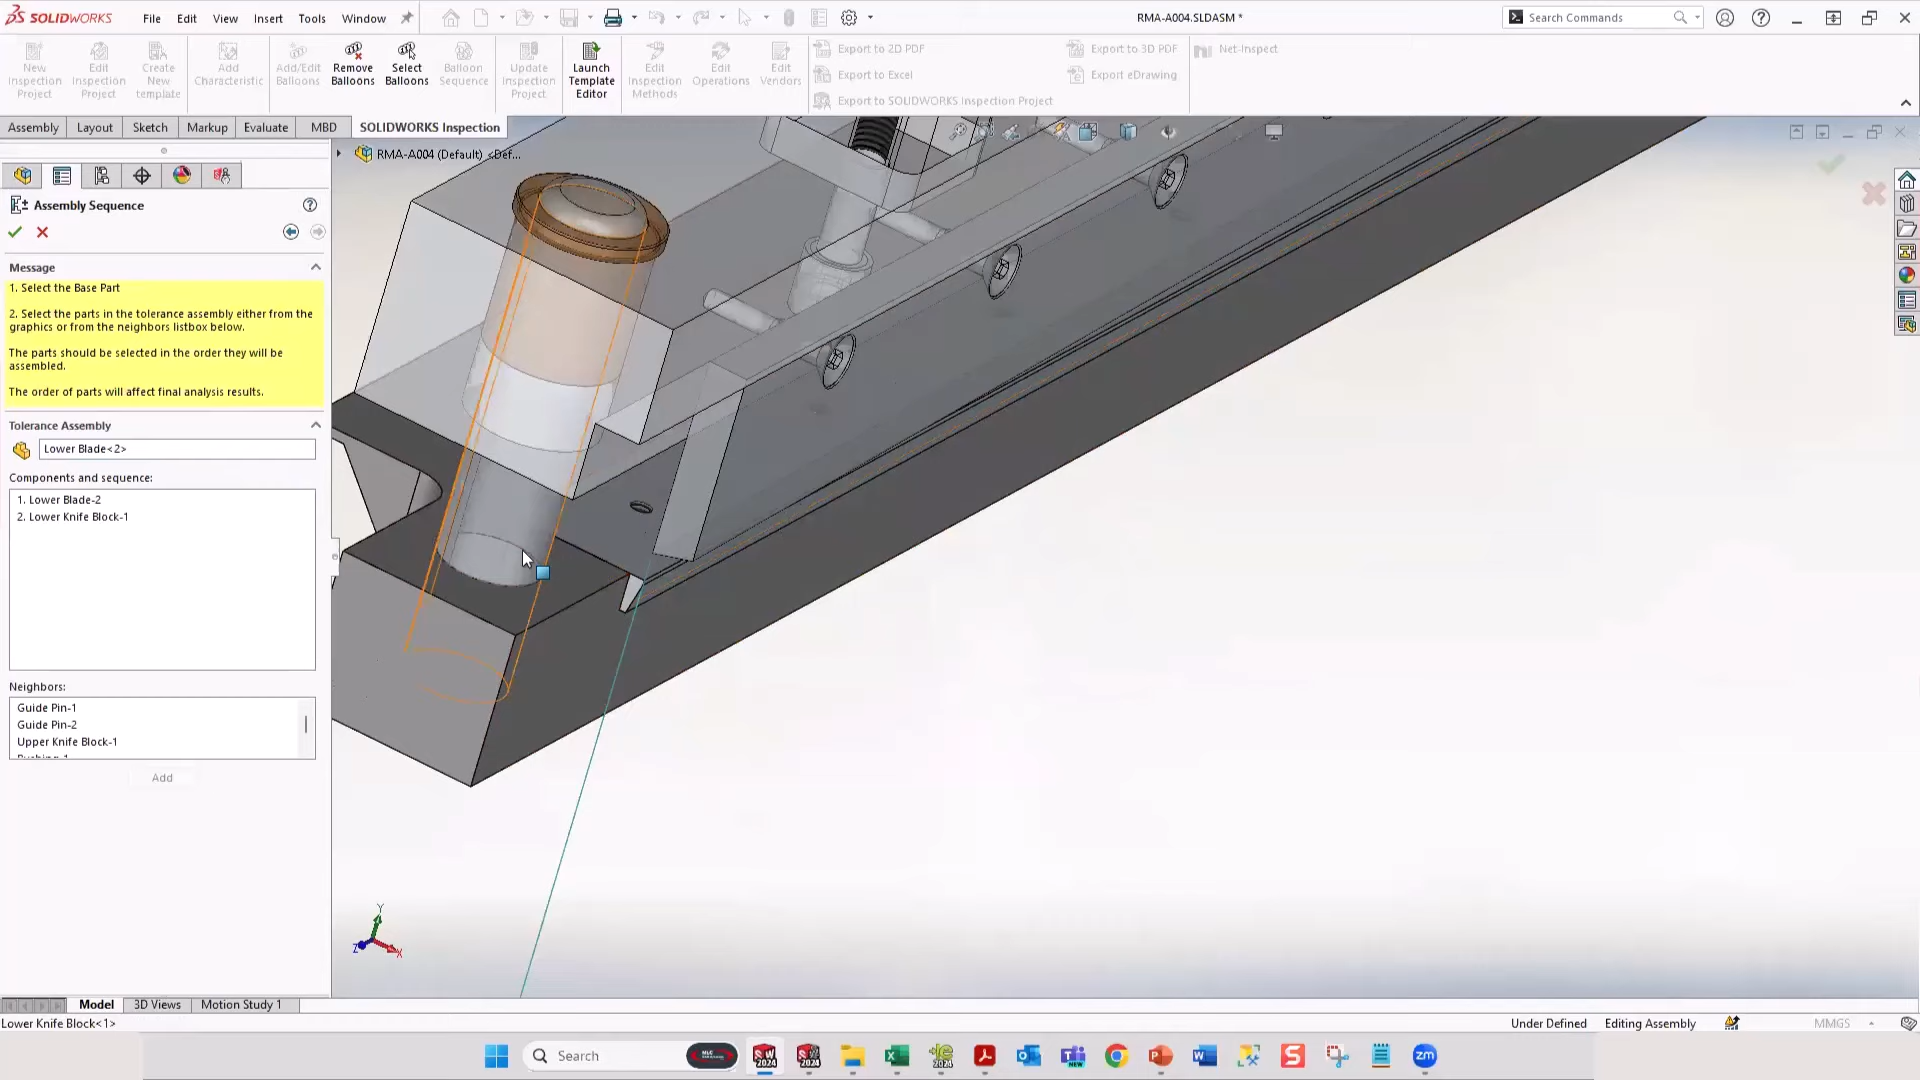 SOLIDWORKS File Edit View Insert Tools Window RMA-A004.SLDASM * Search Commands
New Inspection Project
Edit Inspection Project
Create New template
Add Characteristic
Add/Edit Balloons
Remove Balloons
Select Balloons
Balloon Sequence
Update Inspection Project
Launch Template Editor
Edit Inspection Methods
Edit Operations
Edit Vendors
Export to 2D PDF
Export to Excel
Export to SOLIDWORKS Inspection Project
Export to 3D PDF
Export eDrawing
Net-Inspect
Assembly Layout Sketch Markup Evaluate MBD SOLIDWORKS Inspection
RMA-A004 (Default) <Def...
Assembly Sequence
Message
1. Select the Base Part
2. Select the parts in the tolerance assembly either from the
graphics or from the neighbors listbox below.
The parts should be selected in the order they will be
assembled.
The order of parts will affect final analysis results.
Tolerance Assembly
Lower Blade<2>
Components and sequence:
1. Lower Blade-2
2. Lower Knife Block-1
Neighbors:
Guide Pin-1
Guide Pin-2
Upper Knife Block-1
Add
Y
Z
X
Model 3D Views Motion Study 1
Lower Knife Block<1> Under Defined Editing Assembly MMGS
Search